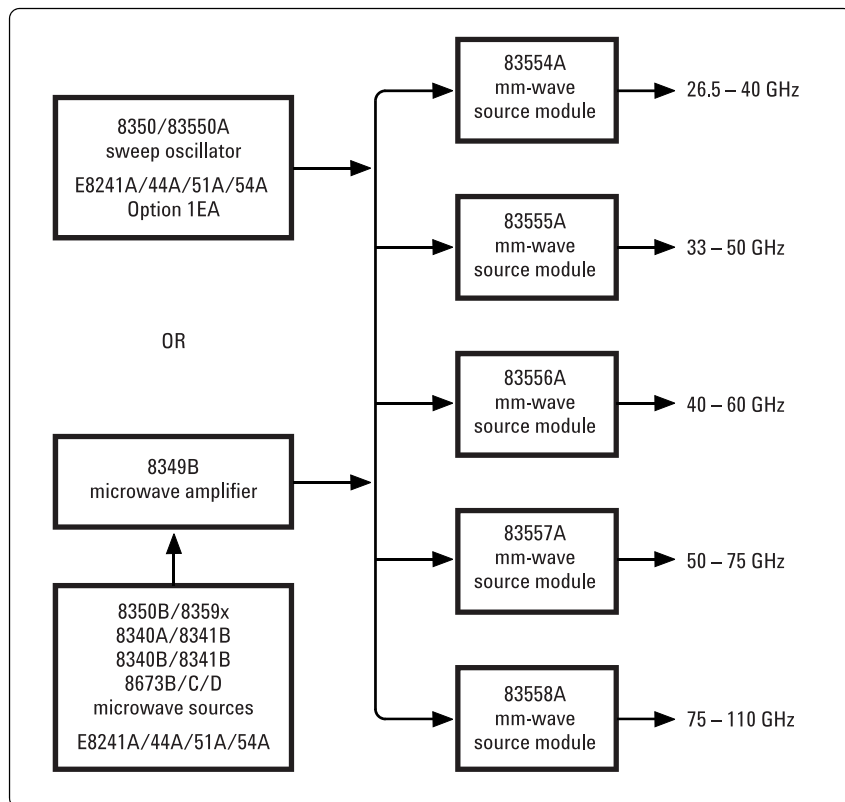 8350/83550A
sweep oscillator
E8241A/44A/51A/54A
Option 1EA
OR
8349B
microwave amplifier
8350B/8359x
8340A/8341B
8340B/8341B
8673B/C/D
microwave sources
E8241A/44A/51A/54A
83554A
mm-wave
source module
26.5 – 40 GHz
83555A
mm-wave
source module
33 – 50 GHz
83556A
mm-wave
source module
40 – 60 GHz
83557A
mm-wave
source module
50 – 75 GHz
83558A
mm-wave
source module
75 – 110 GHz